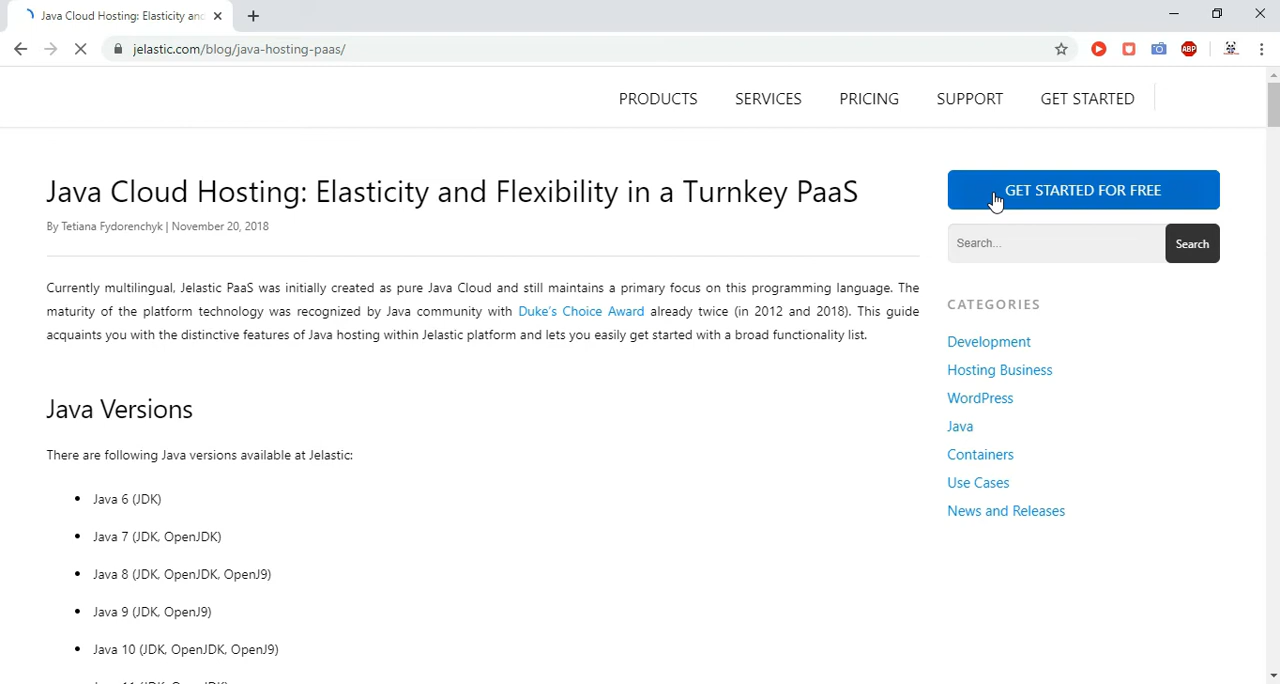 Java Cloud Hosting: Elasticity and
jelastic.com/blog/java-hosting-paas/
ABP
PRODUCTS SERVICES PRICING SUPPORT GET STARTED
Java Cloud Hosting: Elasticity and Flexibility in a Turnkey PaaS
By Tetiana Fydorenchyk | November 20, 2018
Currently multilingual, Jelastic PaaS was initially created as pure Java Cloud and still maintains a primary focus on this programming language. The
maturity of the platform technology was recognized by Java community with Duke's Choice Award already twice (in 2012 and 2018). This guide
acquaints you with the distinctive features of Java hosting within Jelastic platform and lets you easily get started with a broad functionality list.
Java Versions
There are following Java versions available at Jelastic:
• Java 6 (JDK)
• Java 7 (JDK, OpenJDK)
• Java 8 (JDK, OpenJDK, OpenJ9)
• Java 9 (JDK, OpenJ9)
• Java 10 (JDK, OpenJDK, OpenJ9)
GET STARTED FOR FREE
Search... Search
CATEGORIES
Development
Hosting Business
WordPress
Java
Containers
Use Cases
News and Releases